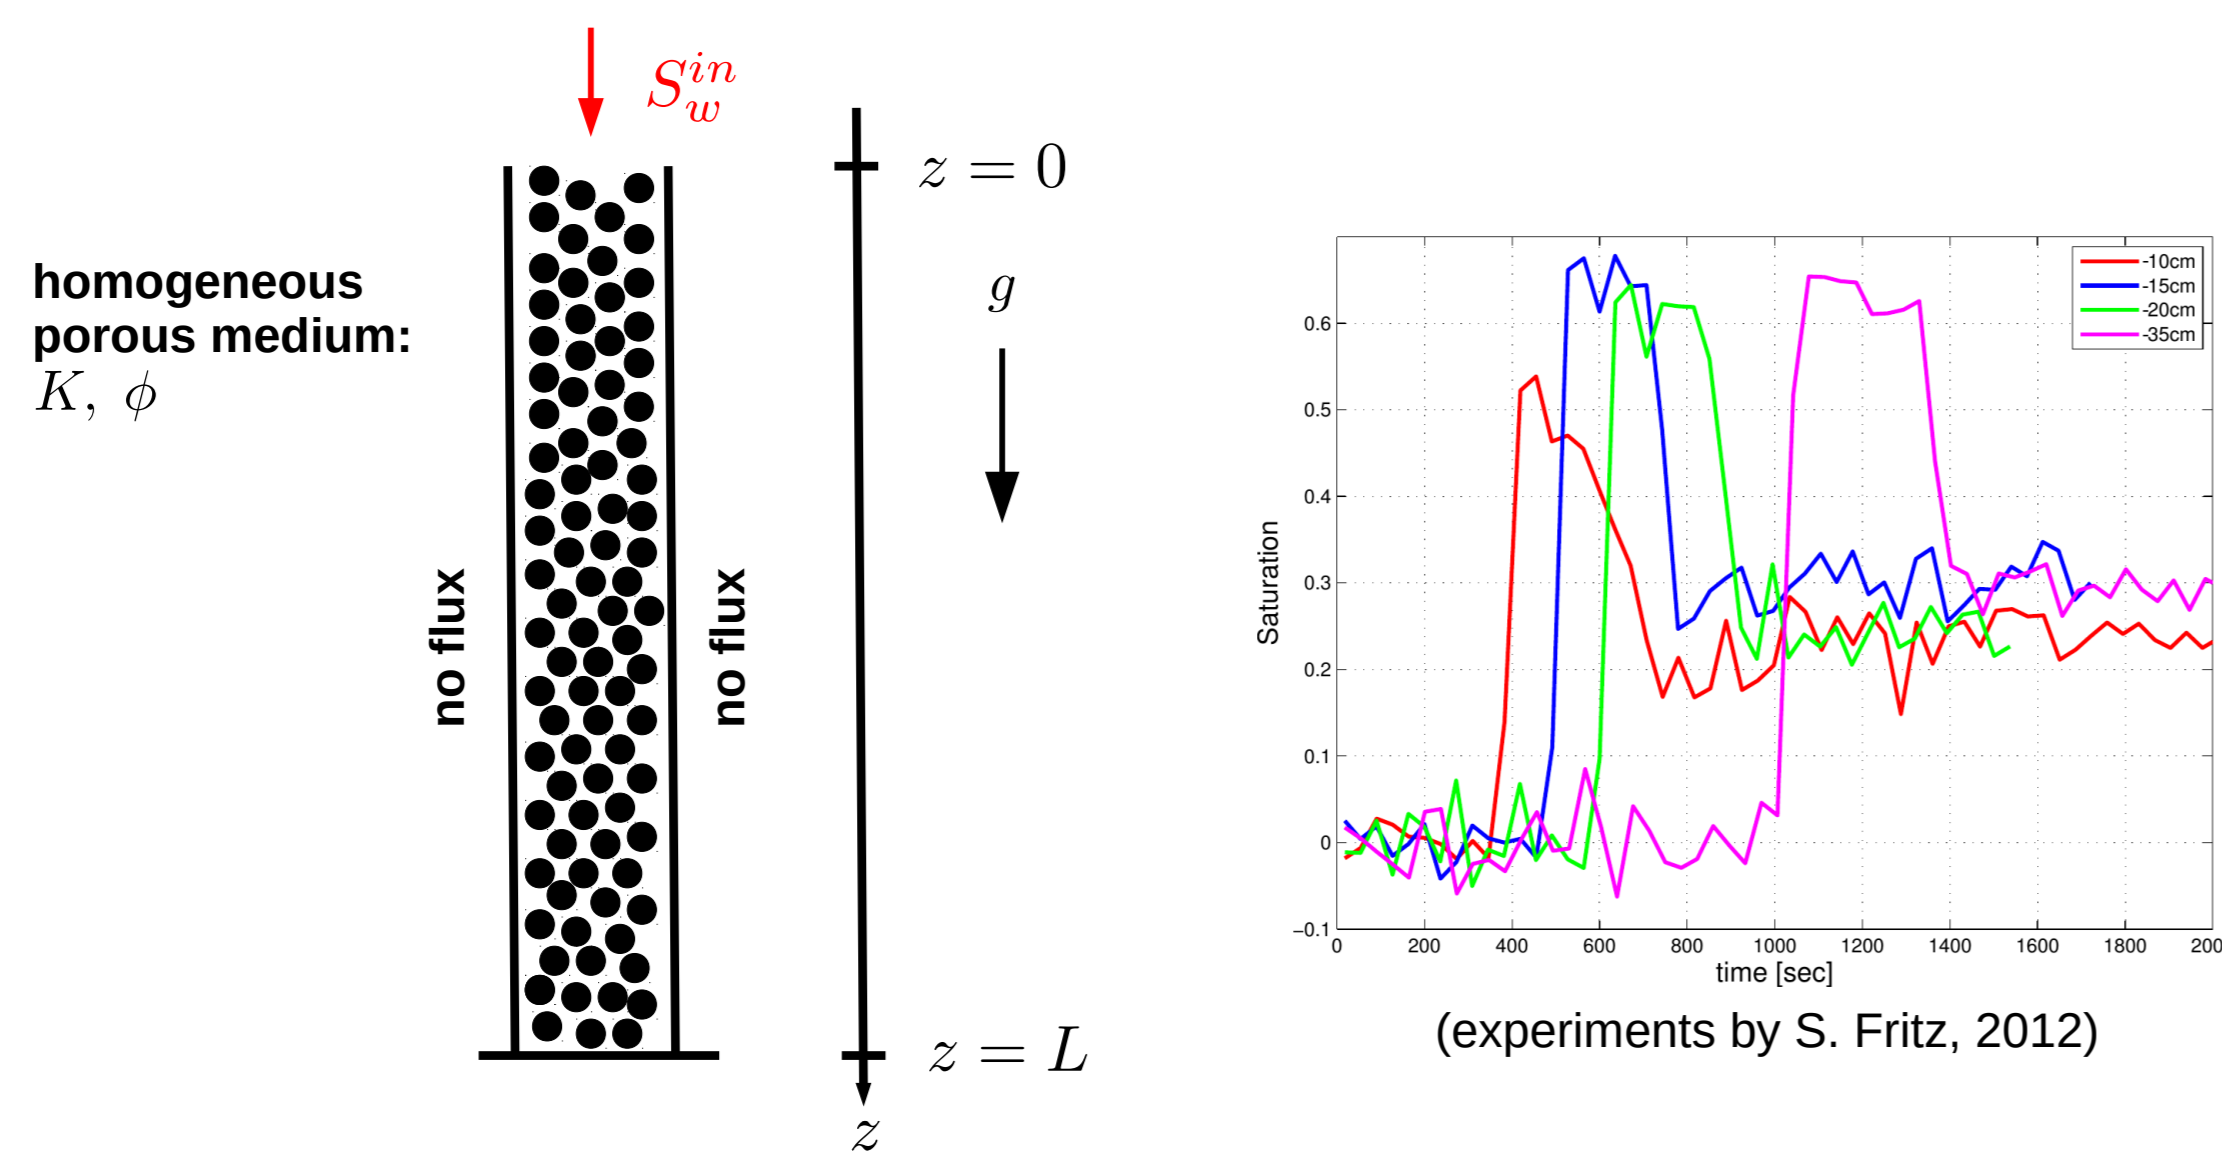 $S_w^{in}$
$z = 0$
homogeneous
porous medium:
$K, \phi$
$g$
no flux
no flux
$z = L$
$z$
-10cm
-15cm
-20cm
-35cm
Saturation
0.6
0.5
0.4
0.3
0.2
0.1
0
−0.1
0 200 400 600 800 1000 1200 1400 1600 1800 200
time [sec]
(experiments by S. Fritz, 2012)